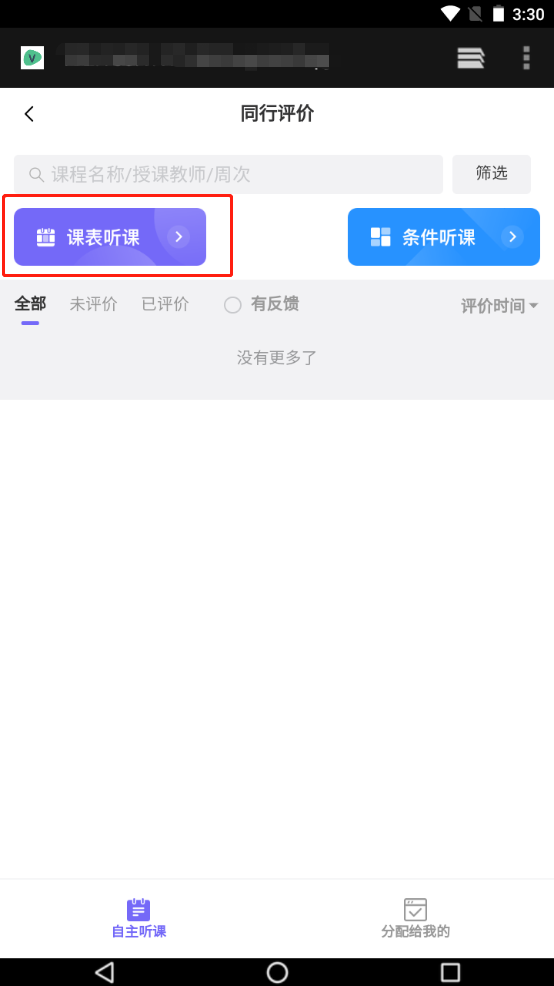 3:30
V
同行评价
课程名称/授课教师/周次
筛选
课表听课
条件听课
全部 未评价 已评价 有反馈 评价时间
没有更多了
自主听课
分配给我的